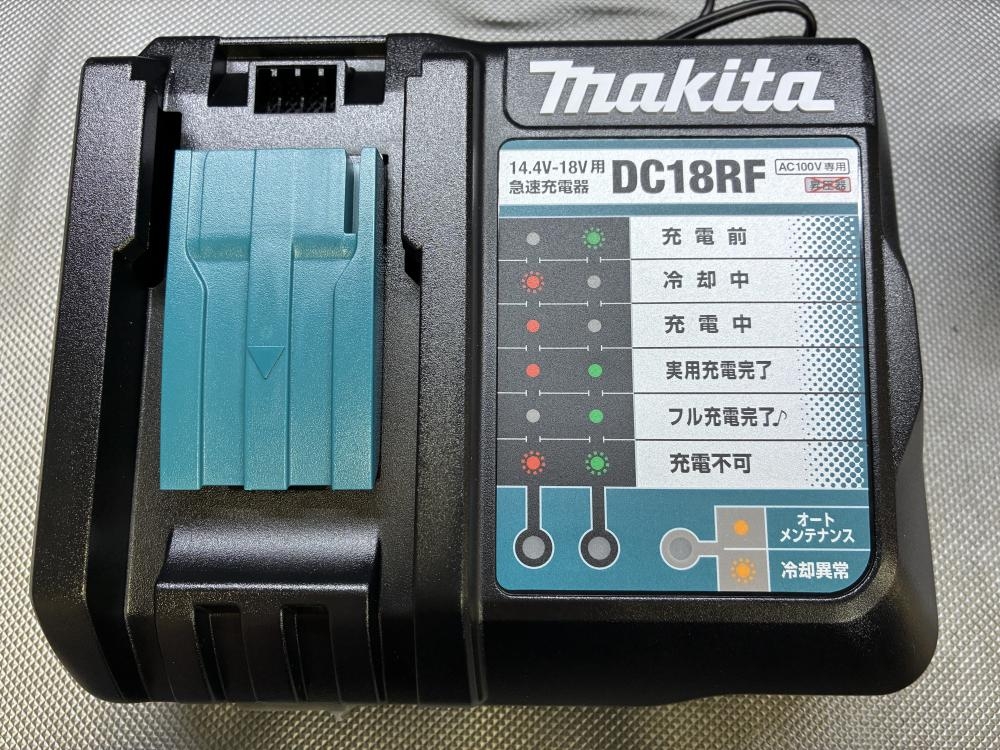 makita
14.4V-18V用
急速充電器
DC18RF
AC100V専用
昇圧器
充電前
冷却中
充電中
実用充電完了
フル充電完了♪
充電不可
オート
メンテナンス
冷却異常